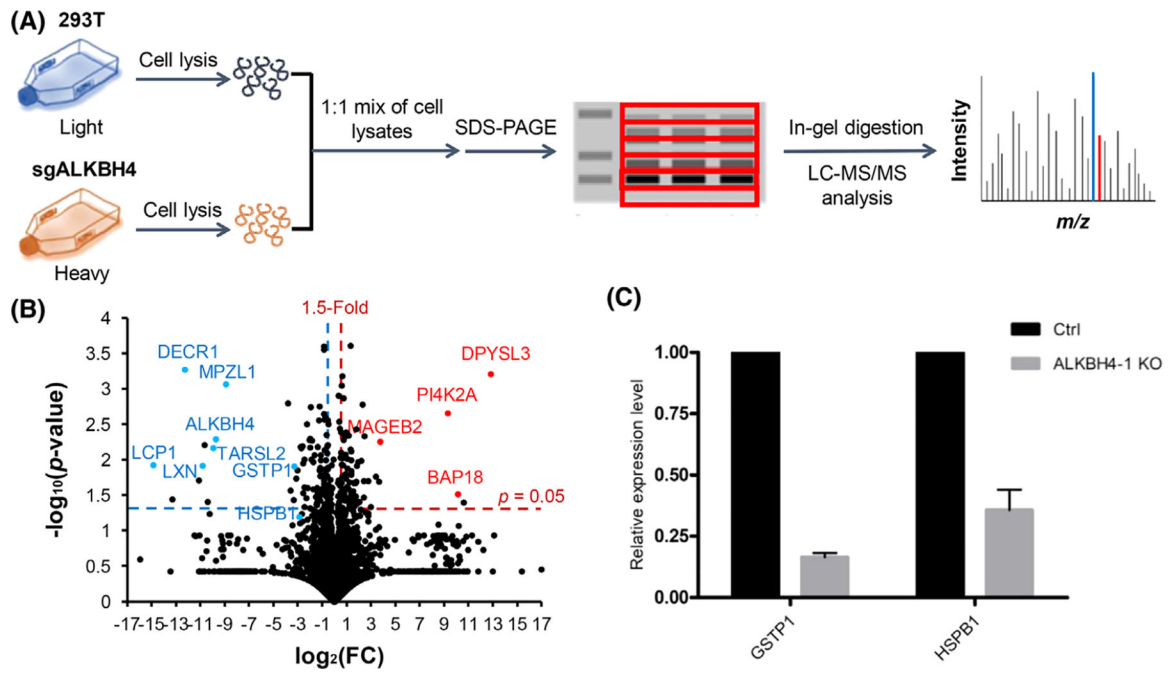 (A)
293T
Cell lysis
Light
sgALKBH4
Cell lysis
Heavy
1:1 mix of cell
lysates
SDS-PAGE
In-gel digestion
LC-MS/MS
analysis
Intensity
m/z
(B)
1.5-Fold
DECR1
DPYSL3
MPZL1
PI4K2A
ALKBH4
MAGEB2
LCP1
TARSL2
LXN
GSTP1
BAP18
HSPB1
p = 0.05
-log10(p-value)
4
3.5
3
2.5
2
1.5
1
0.5
0
-17 -15 -13 -11 -9 -7 -5 -3 -1 1 3 5 7 9 11 13 15 17
log2(FC)
(C)
Ctrl
ALKBH4-1 KO
Relative expression level
1.00
0.75
0.50
0.25
0.00
GSTP1
HSPB1